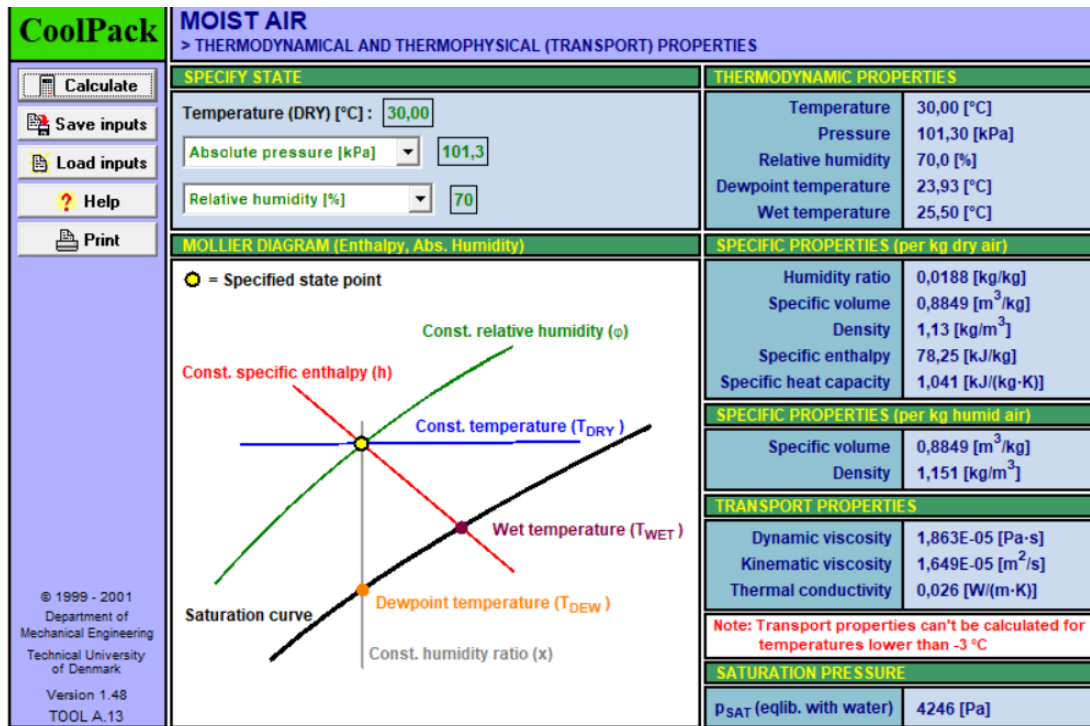 CoolPack
MOIST AIR
> THERMODYNAMICAL AND THERMOPHYSICAL (TRANSPORT) PROPERTIES
Calculate
Save inputs
Load inputs
Help
Print
SPECIFY STATE
Temperature (DRY) [°C] : 30,00
Absolute pressure [kPa] 101,3
Relative humidity [%] 70
MOLLIER DIAGRAM (Enthalpy, Abs. Humidity)
= Specified state point
Const. relative humidity (φ)
Const. specific enthalpy (h)
Const. temperature (TDRY )
Wet temperature (TWET )
Dewpoint temperature (TDEW )
Saturation curve
Const. humidity ratio (x)
THERMODYNAMIC PROPERTIES
Temperature 30,00 [°C]
Pressure 101,30 [kPa]
Relative humidity 70,0 [%]
Dewpoint temperature 23,93 [°C]
Wet temperature 25,50 [°C]
SPECIFIC PROPERTIES (per kg dry air)
Humidity ratio 0,0188 [kg/kg]
Specific volume 0,8849 [m³/kg]
Density 1,13 [kg/m³]
Specific enthalpy 78,25 [kJ/kg]
Specific heat capacity 1,041 [kJ/(kg·K)]
SPECIFIC PROPERTIES (per kg humid air)
Specific volume 0,8849 [m³/kg]
Density 1,151 [kg/m³]
TRANSPORT PROPERTIES
Dynamic viscosity 1,863E-05 [Pa·s]
Kinematic viscosity 1,649E-05 [m²/s]
Thermal conductivity 0,026 [W/(m·K)]
Note: Transport properties can't be calculated for
temperatures lower than -3 ºC
SATURATION PRESSURE
pSAT (eqlib. with water) 4246 [Pa]
© 1999 - 2001
Department of
Mechanical Engineering
Technical University
of Denmark
Version 1.48
TOOL A.13